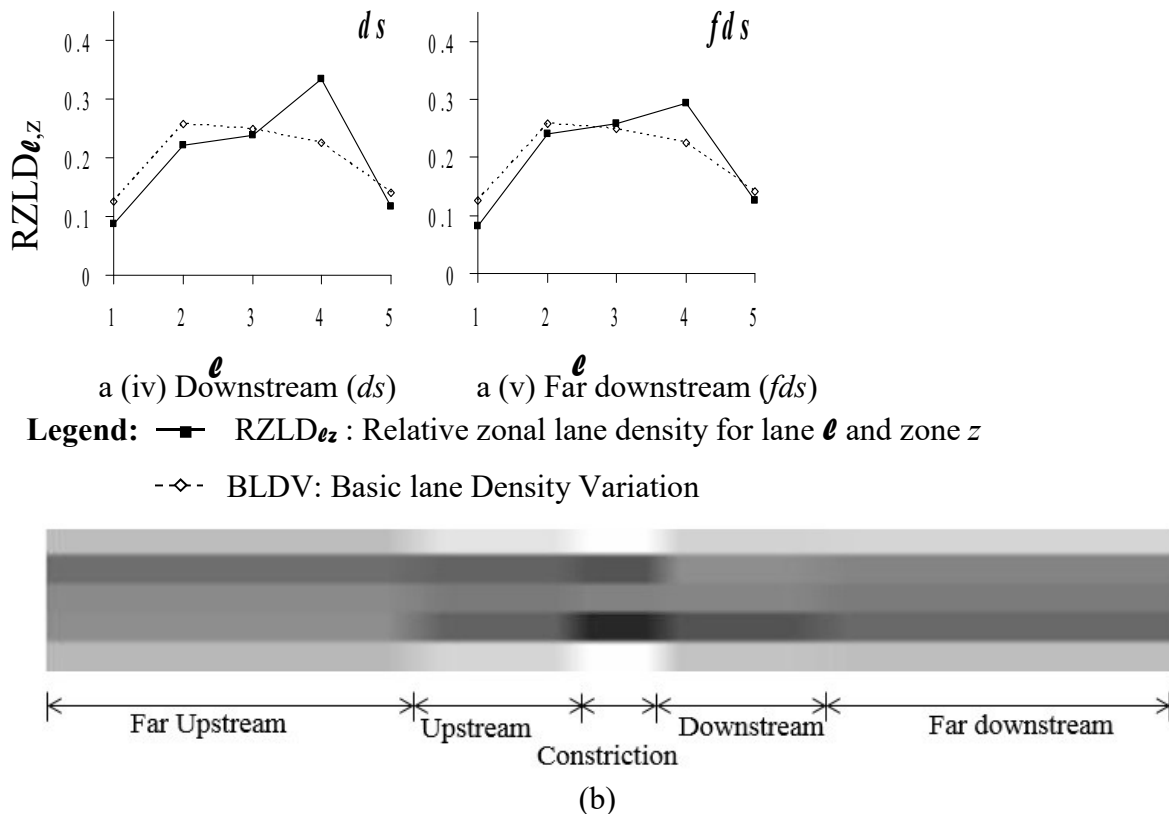 ds
0.4
0.3
0.2
0.1
0
RZLDℓ,z
1 2 3 4 5
ℓ
a (iv) Downstream (ds)
fds
0.4
0.3
0.2
0.1
0
1 2 3 4 5
ℓ
a (v) Far downstream (fds)
Legend: RZLDℓz : Relative zonal lane density for lane ℓ and zone z
BLDV: Basic lane Density Variation
Far Upstream Upstream Constriction Downstream Far downstream
(b)